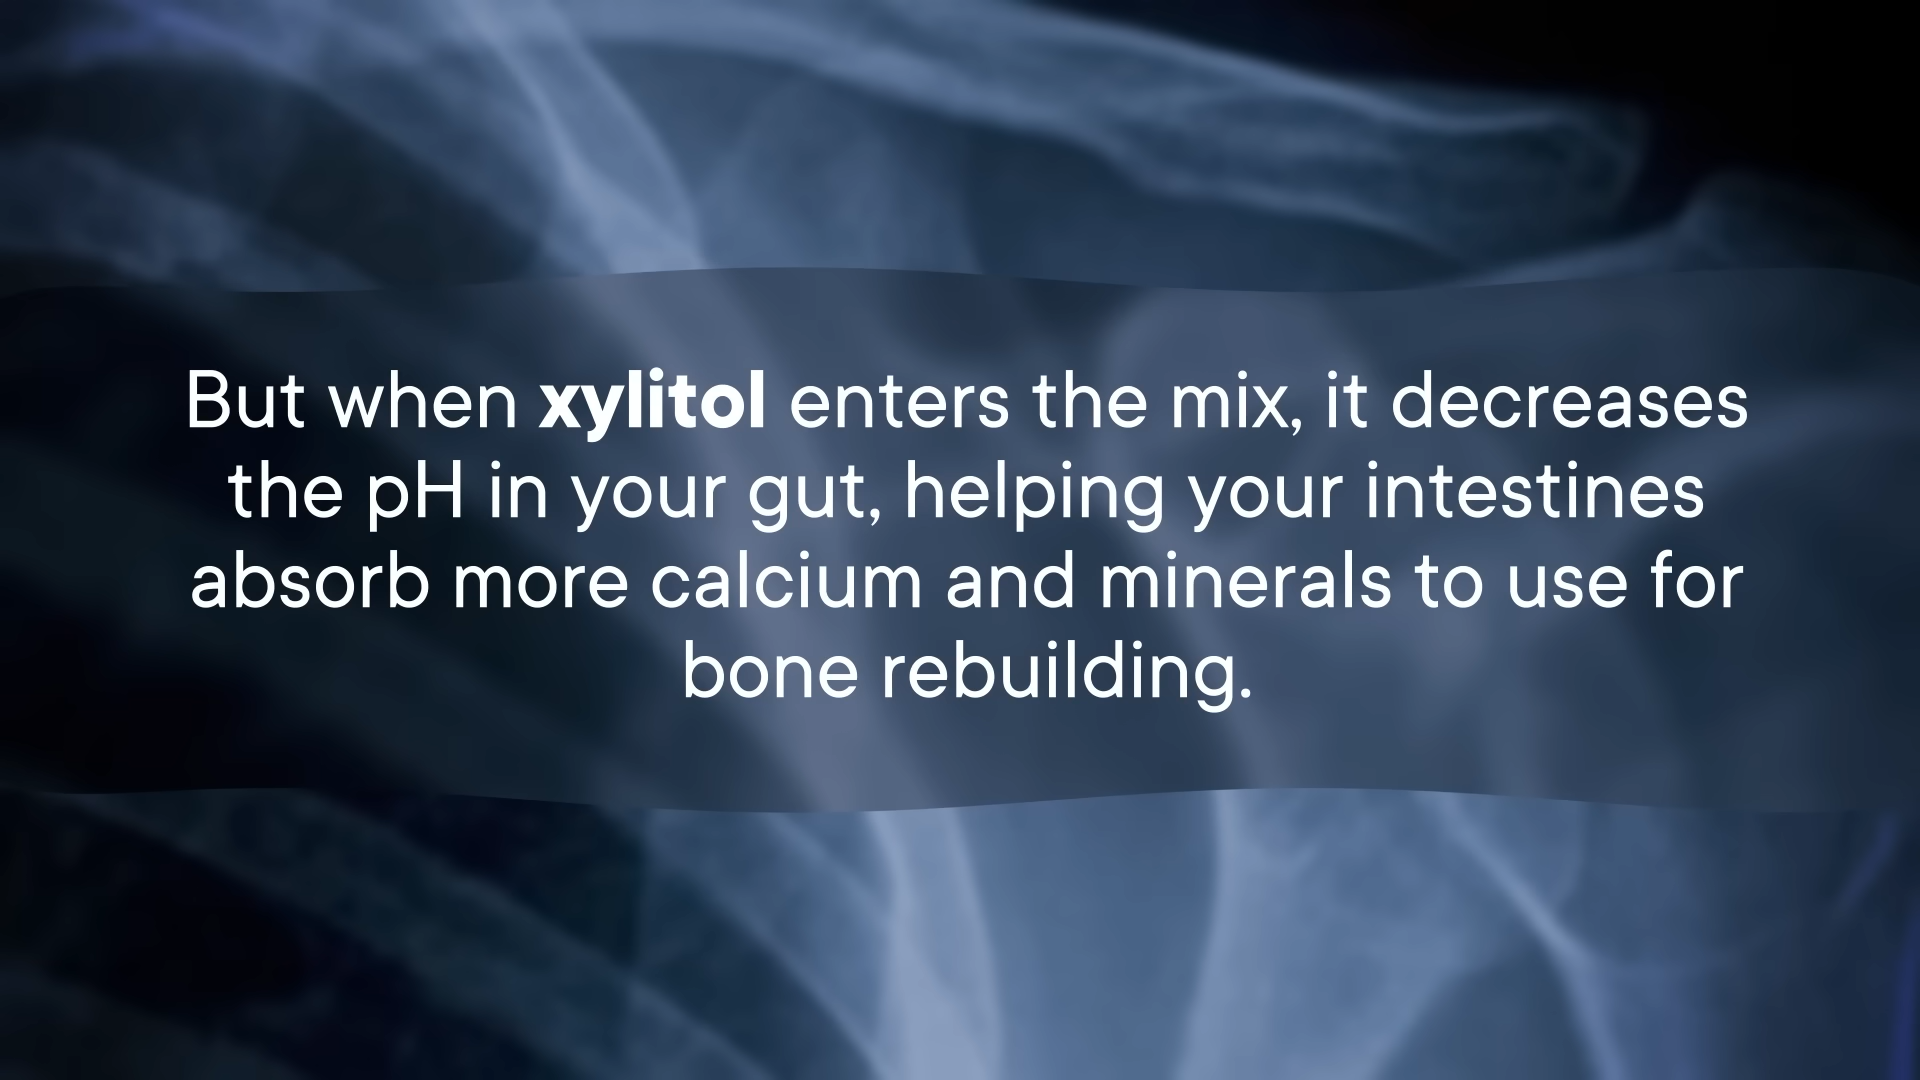 But when xylitol enters the mix, it decreases
the pH in your gut, helping your intestines
absorb more calcium and minerals to use for
bone rebuilding.